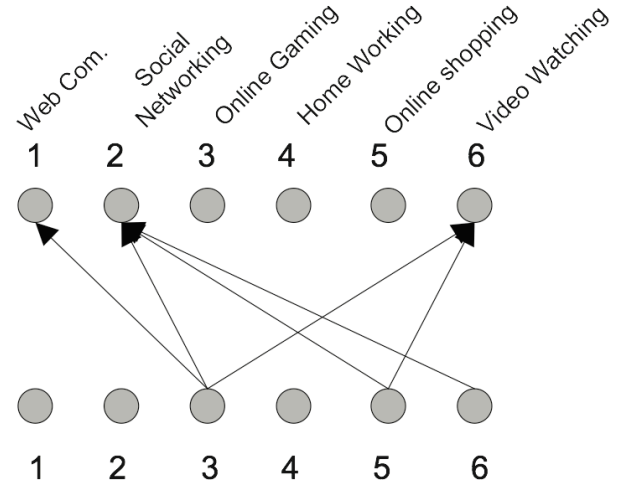 Web Com.
Social
Networking
Online Gaming
Home Working
Online shopping
Video Watching
1 2 3 4 5 6
1 2 3 4 5 6